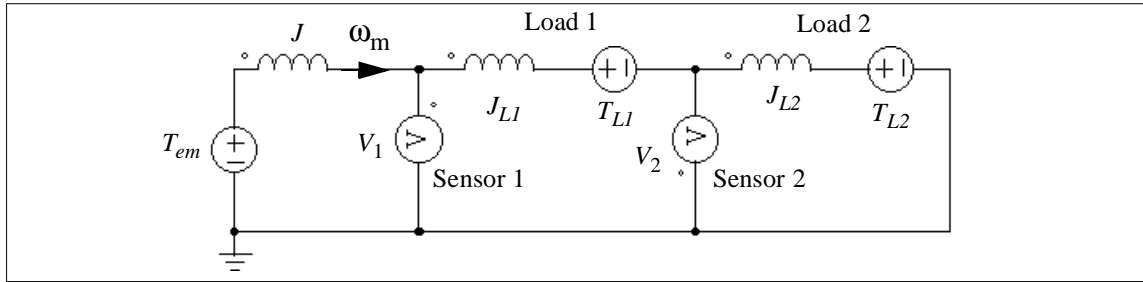 Load 1
Load 2
J
ωm
JL1
TL1
JL2
TL2
Tem
V1
V2
Sensor 1
Sensor 2